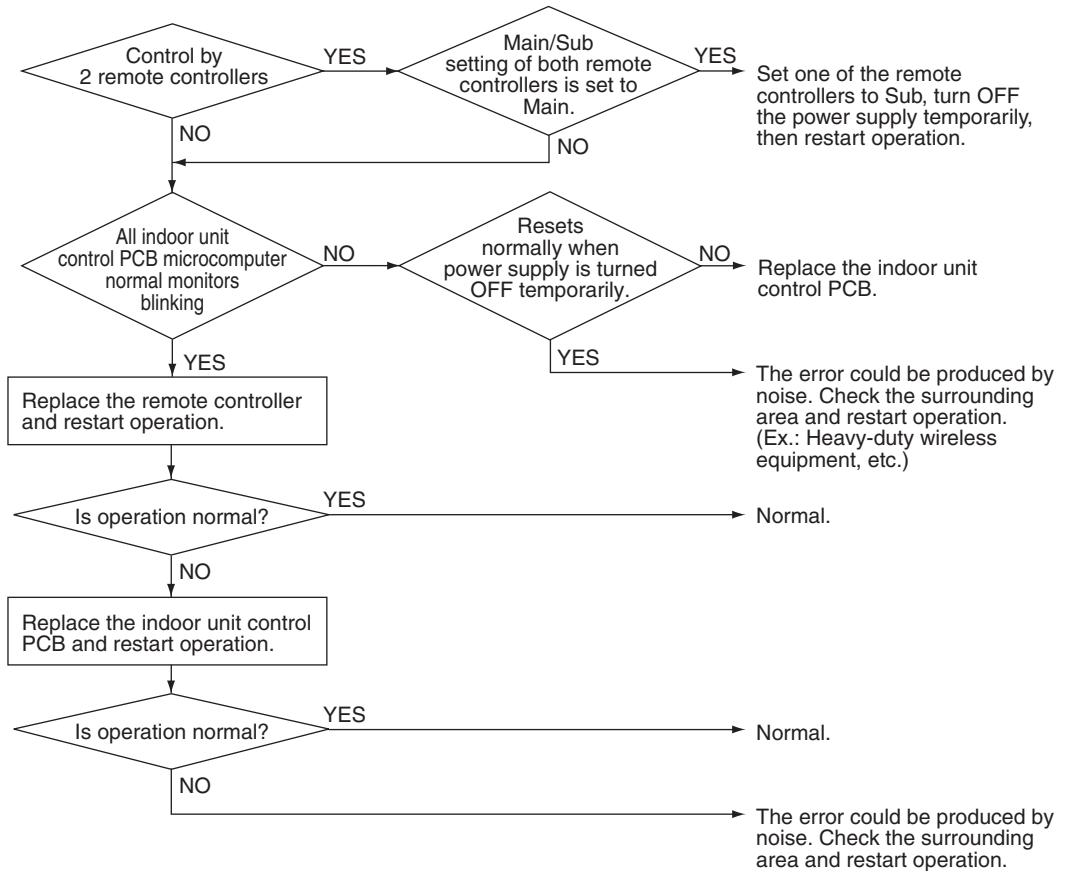 Control by
2 remote controllers
YES
Main/Sub
setting of both remote
controllers is set to
Main.
YES
Set one of the remote
controllers to Sub, turn OFF
the power supply temporarily,
then restart operation.
NO
NO
All indoor unit
control PCB microcomputer
normal monitors
blinking
NO
Resets
normally when
power supply is turned
OFF temporarily.
NO
Replace the indoor unit
control PCB.
YES
YES
The error could be produced by
noise. Check the surrounding
area and restart operation.
(Ex.: Heavy-duty wireless
equipment, etc.)
Replace the remote controller
and restart operation.
Is operation normal?
YES
Normal.
NO
Replace the indoor unit control
PCB and restart operation.
Is operation normal?
YES
Normal.
NO
The error could be produced by
noise. Check the surrounding
area and restart operation.